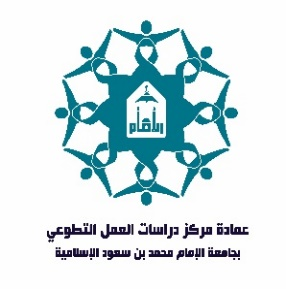 الإمام
عمادة مركز دراسات العمل التطوعي
بجامعة الإمام محمد بن سعود الإسلامية